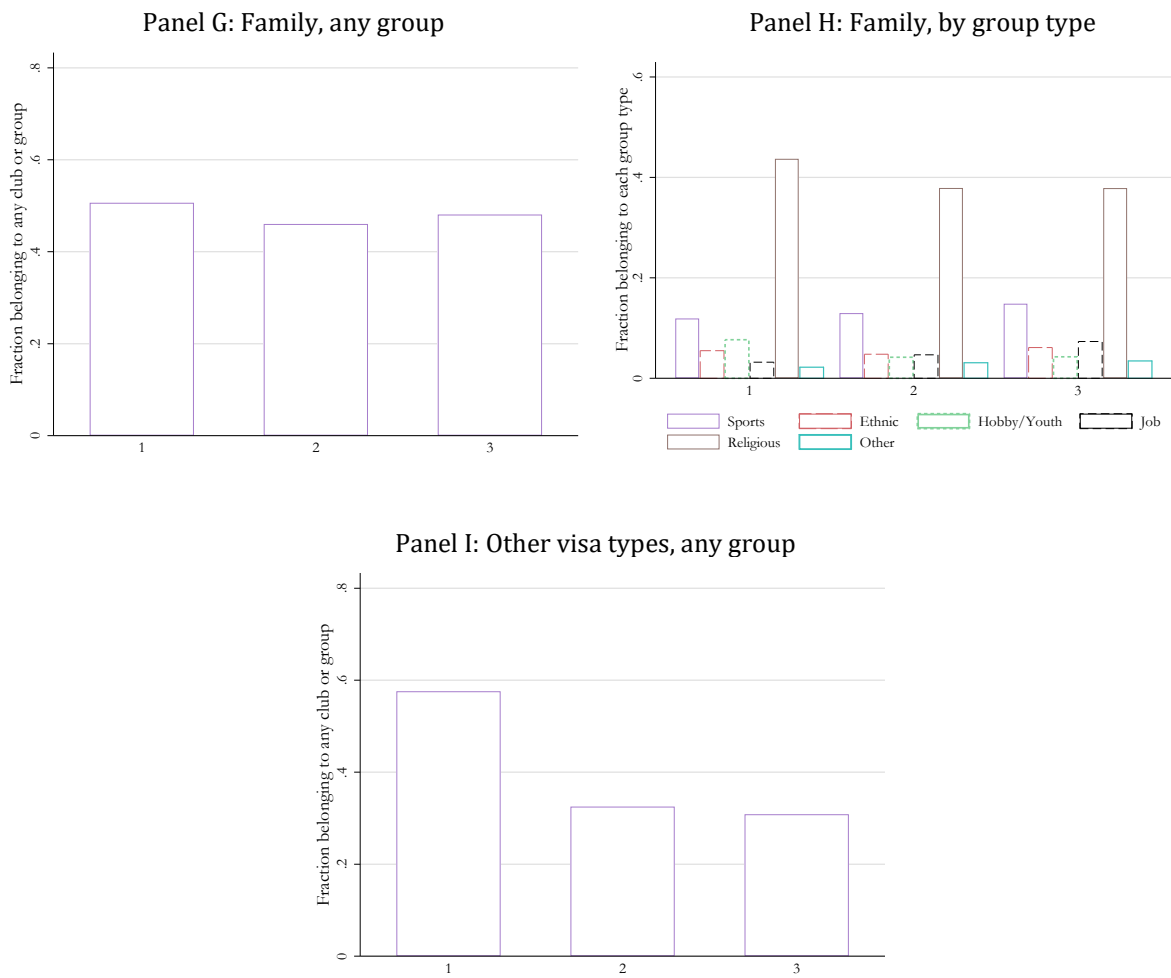 Panel G: Family, any group
Fraction belonging to any club or group
.8
.6
.4
.2
0
1 2 3
Panel H: Family, by group type
Fraction belonging to each group type
.6
.4
.2
0
1 2 3
Sports Ethnic Hobby/Youth Job
Religious Other
Panel I: Other visa types, any group
Fraction belonging to any club or group
.8
.6
.4
.2
0
1 2 3